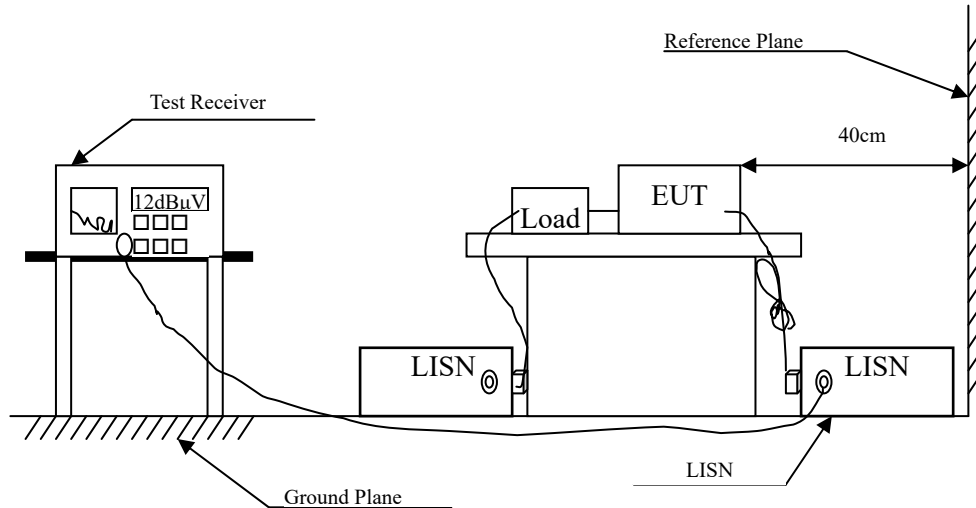 Reference Plane
Test Receiver
40cm
12dBµV
Load
EUT
LISN
LISN
LISN
Ground Plane